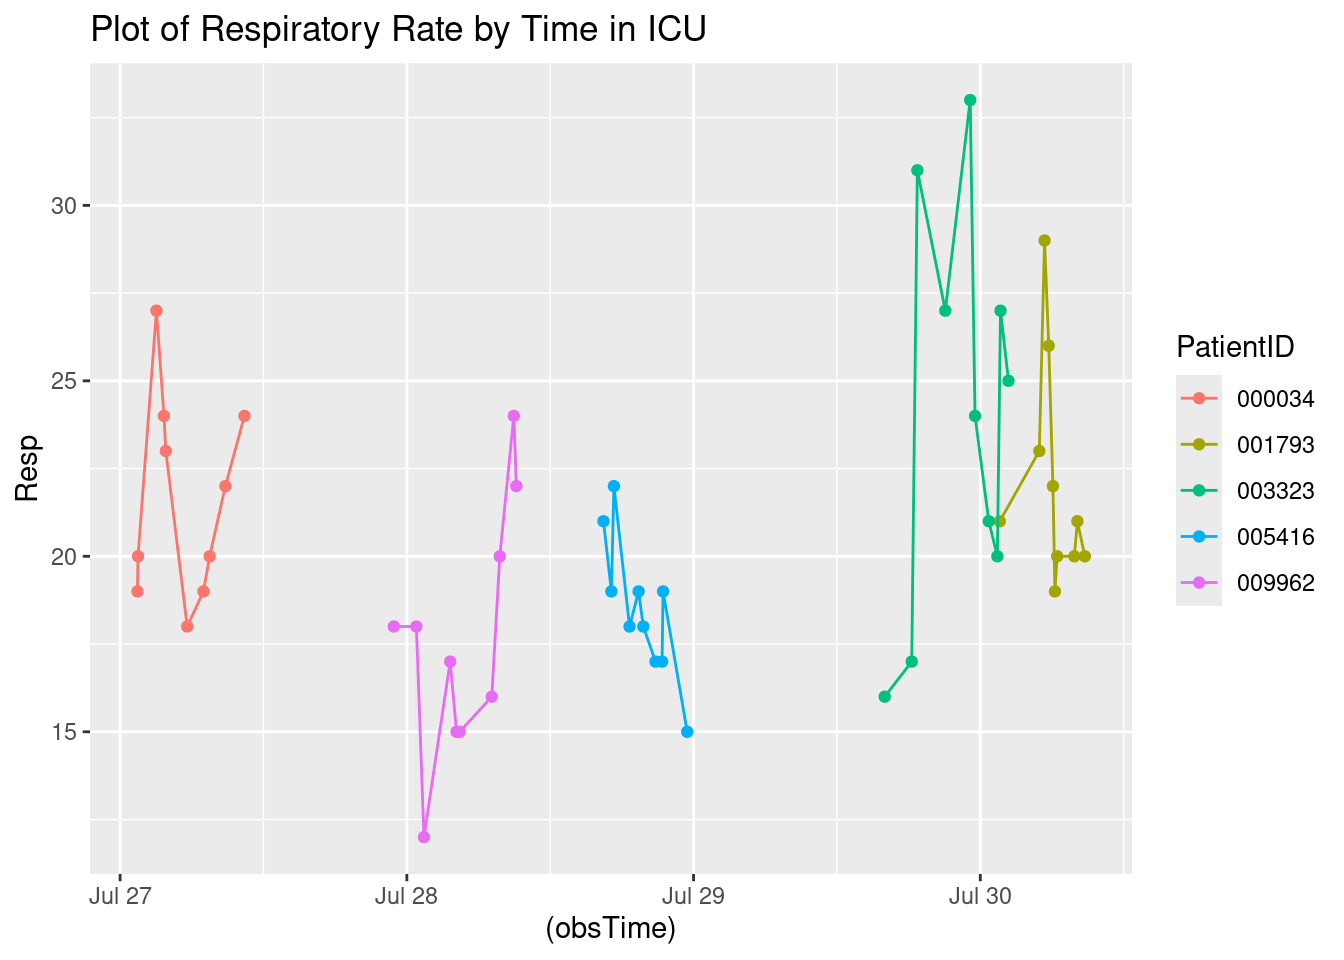 Plot of Respiratory Rate by Time in ICU
Resp
30
25
20
15
Jul 27
Jul 28
Jul 29
Jul 30
(obsTime)
PatientID
000034
001793
003323
005416
009962